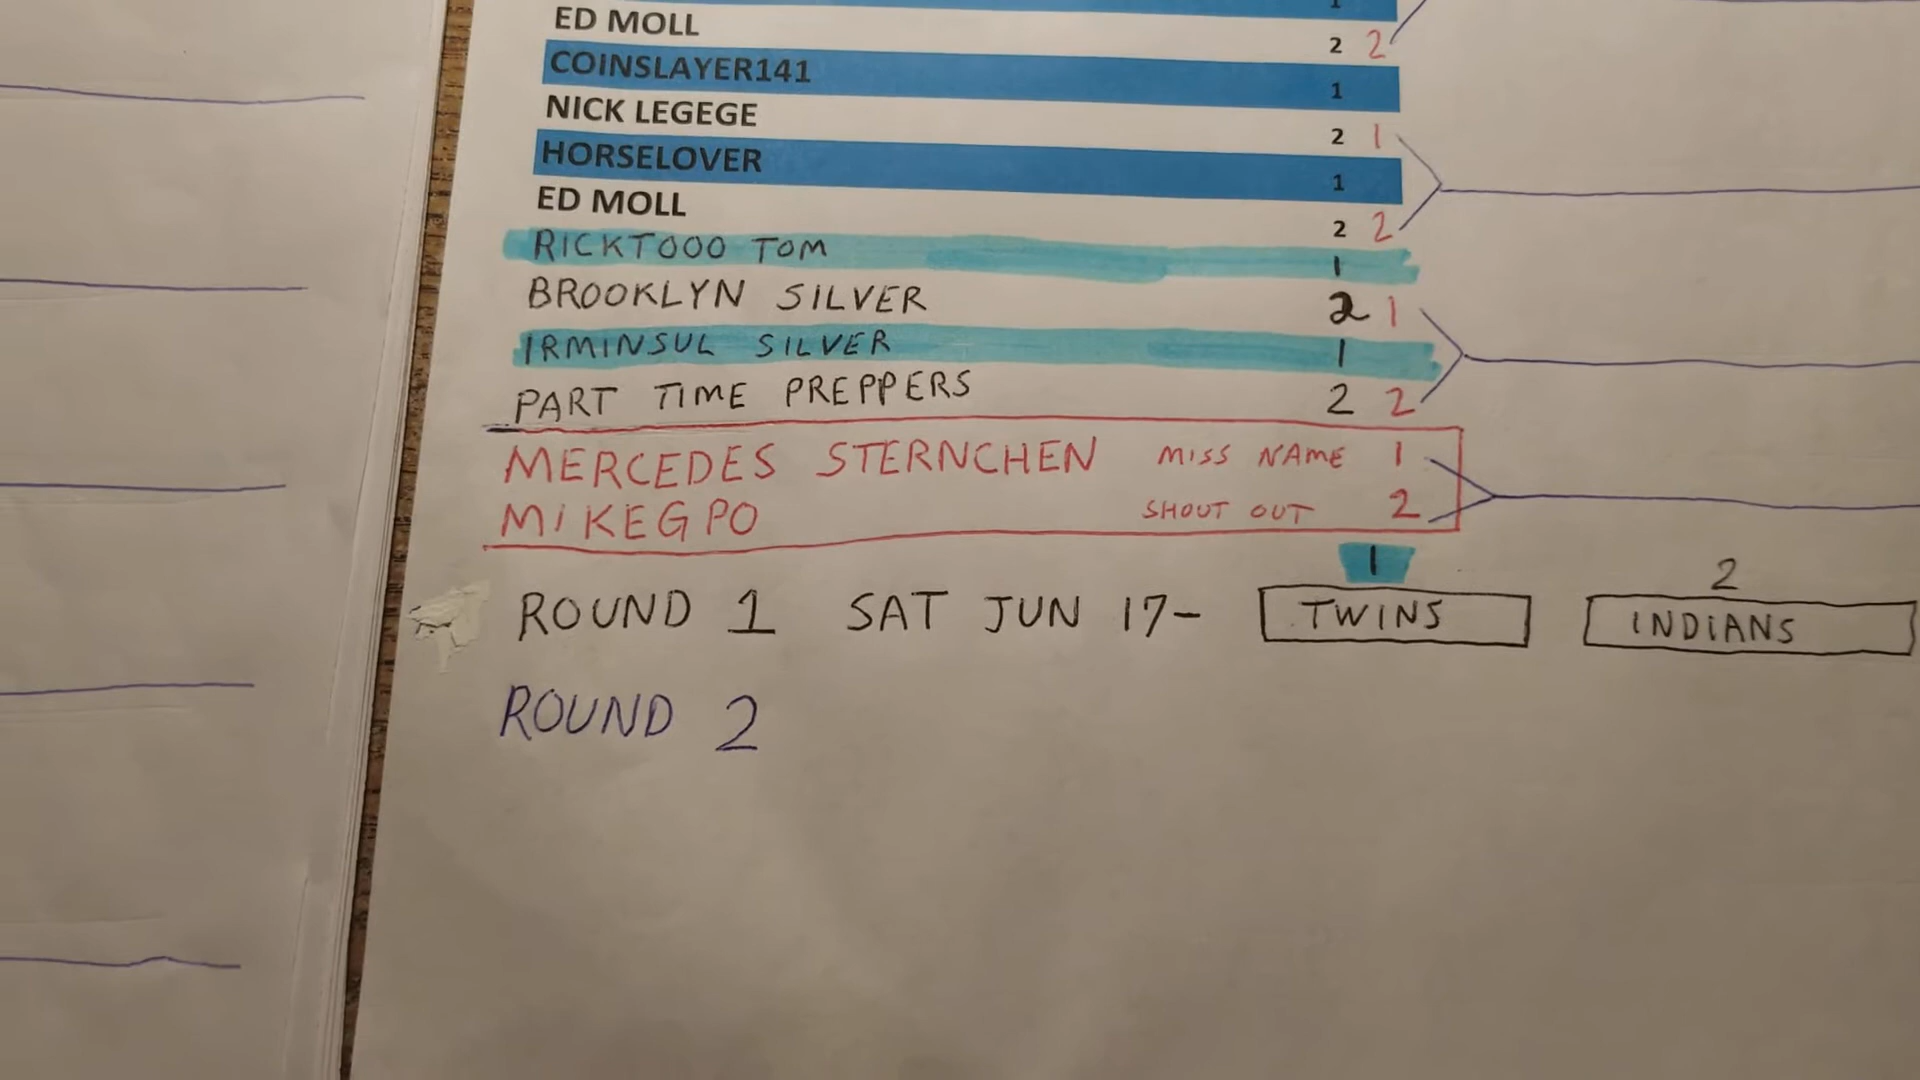 1
ED MOLL 2 2
COINSLAYER141 1
NICK LEGEGE 2 1
HORSELOVER 1
ED MOLL 2 2
RICKTOOO TOM 1
BROOKLYN SILVER 2 1
IRMINSUL SILVER 1
PART TIME PREPPERS 2 2
MERCEDES STERNCHEN MISS NAME 1
MIKEGPO SHOUT OUT 2
1 2
ROUND 1 SAT JUN 17- TWINS INDIANS
ROUND 2